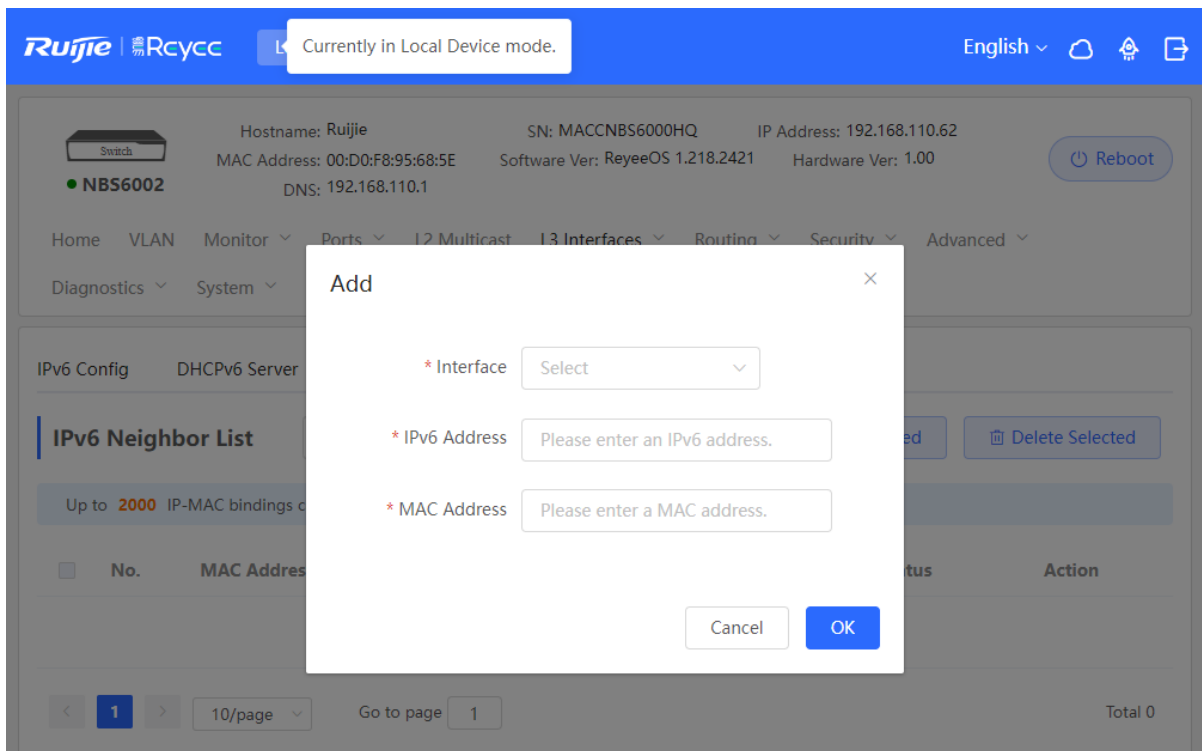 Ruijie | Reyee
Currently in Local Device mode.
English
Switch
NBS6002
Hostname: Ruijie
SN: MACCNBS6000HQ
IP Address: 192.168.110.62
MAC Address: 00:D0:F8:95:68:5E
Software Ver: ReyeeOS 1.218.2421
Hardware Ver: 1.00
DNS: 192.168.110.1
Reboot
Home VLAN Monitor Ports L2 Multicast L3 Interfaces Routing Security Advanced
Diagnostics System
Add
IPv6 Config DHCPv6 Server
* Interface Select
IPv6 Neighbor List
* IPv6 Address Please enter an IPv6 address.
Delete Selected
Up to 2000 IP-MAC bindings
* MAC Address Please enter a MAC address.
No. MAC Addres
Action
Cancel OK
< 1 > 10/page Go to page 1 Total 0